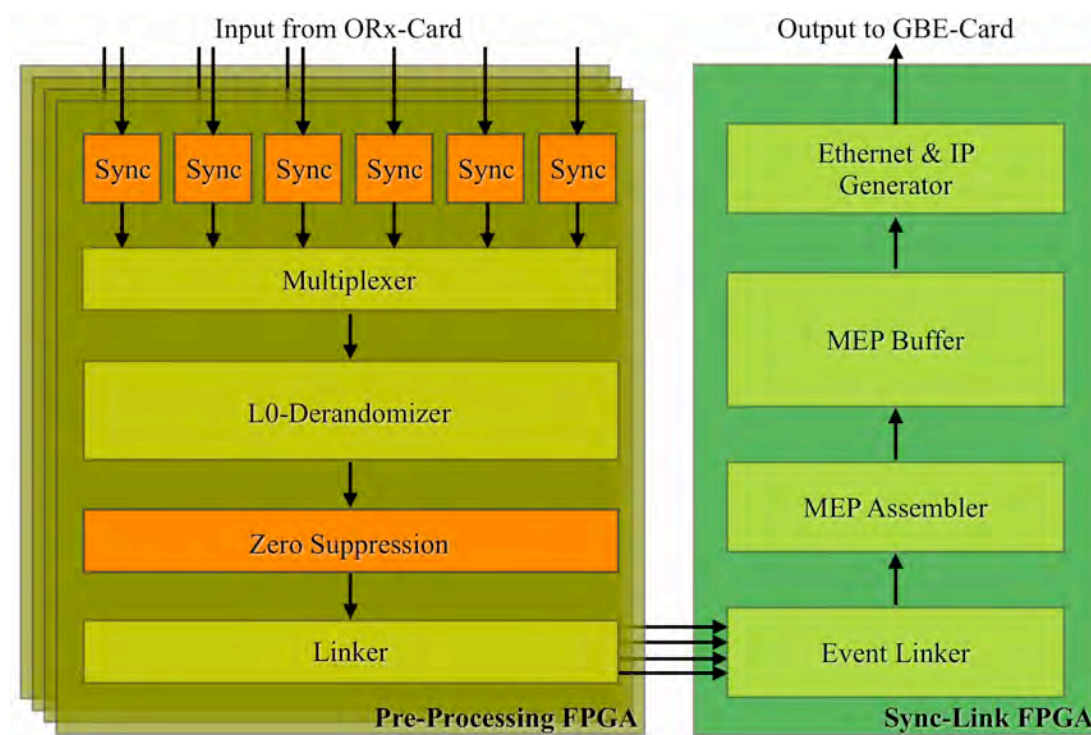 Input from ORx-Card
Sync Sync Sync Sync Sync Sync
Multiplexer
L0-Derandomizer
Zero Suppression
Linker
Pre-Processing FPGA
Output to GBE-Card
Ethernet & IP
Generator
MEP Buffer
MEP Assembler
Event Linker
Sync-Link FPGA